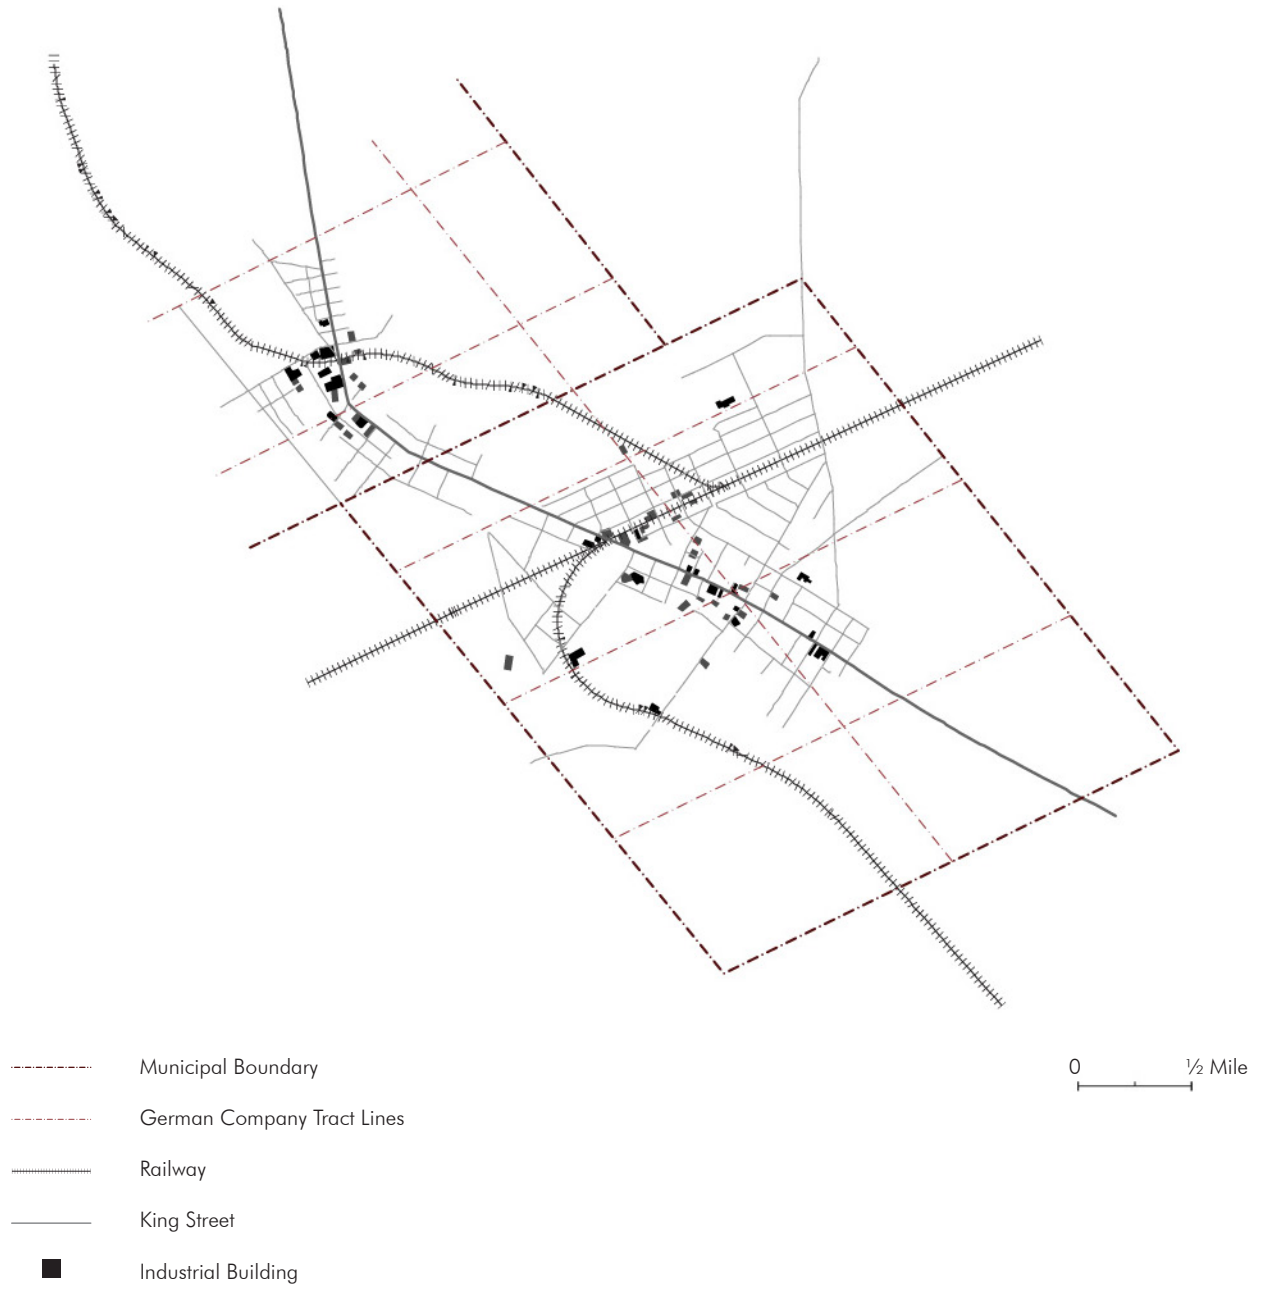 Municipal Boundary
0 ½ Mile
German Company Tract Lines
Railway
King Street
Industrial Building